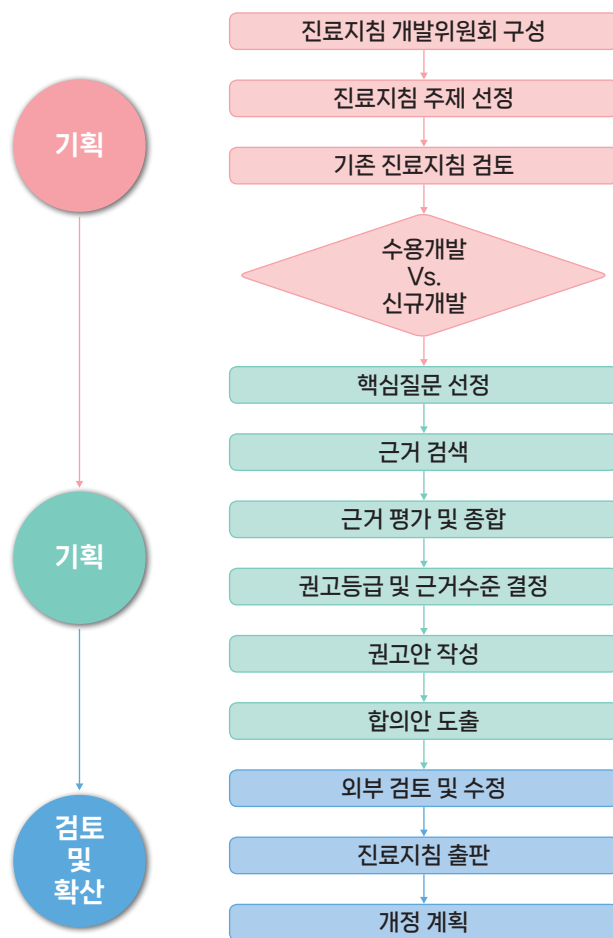 진료지침 개발위원회 구성
진료지침 주제 선정
기획
기존 진료지침 검토
수용개발
Vs.
신규개발
핵심질문 선정
근거 검색
근거 평가 및 종합
기획
권고등급 및 근거수준 결정
권고안 작성
합의안 도출
외부 검토 및 수정
검토
및
확산
진료지침 출판
개정 계획